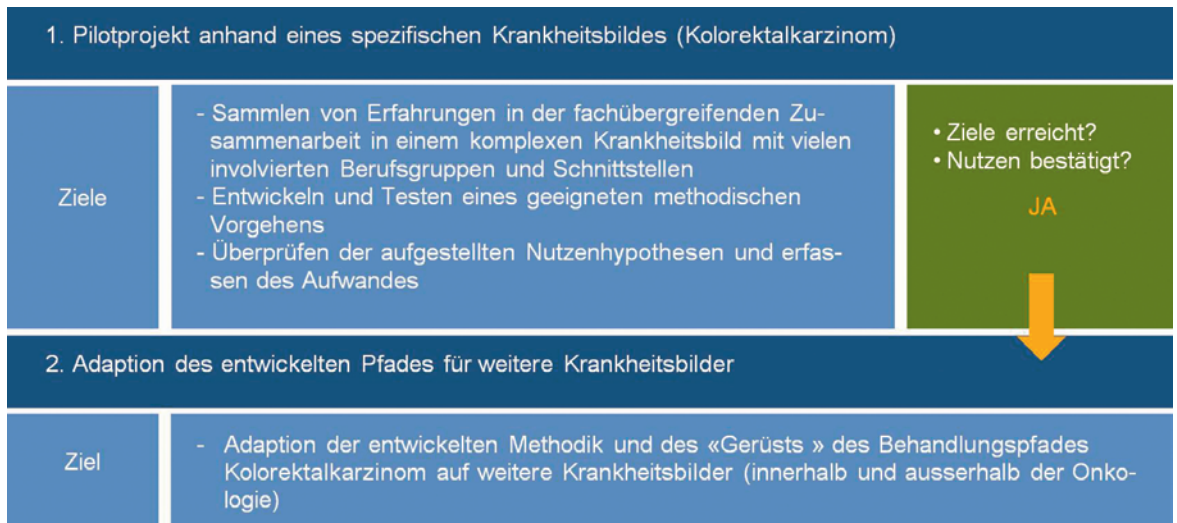 1. Pilotprojekt anhand eines spezifischen Krankheitsbildes (Kolorektalkarzinom)
Ziele
- Sammlen von Erfahrungen in der fachübergreifenden Zu-
sammenarbeit in einem komplexen Krankheitsbild mit vielen
involvierten Berufsgruppen und Schnittstellen
- Entwickeln und Testen eines geeigneten methodischen
Vorgehens
- Überprüfen der aufgestellten Nutzenhypothesen und erfas-
sen des Aufwandes
• Ziele erreicht?
• Nutzen bestätigt?
JA
2. Adaption des entwickelten Pfades für weitere Krankheitsbilder
Ziel
- Adaption der entwickelten Methodik und des «Gerüsts » des Behandlungspfades
Kolorektalkarzinom auf weitere Krankheitsbilder (innerhalb und ausserhalb der Onko-
logie)